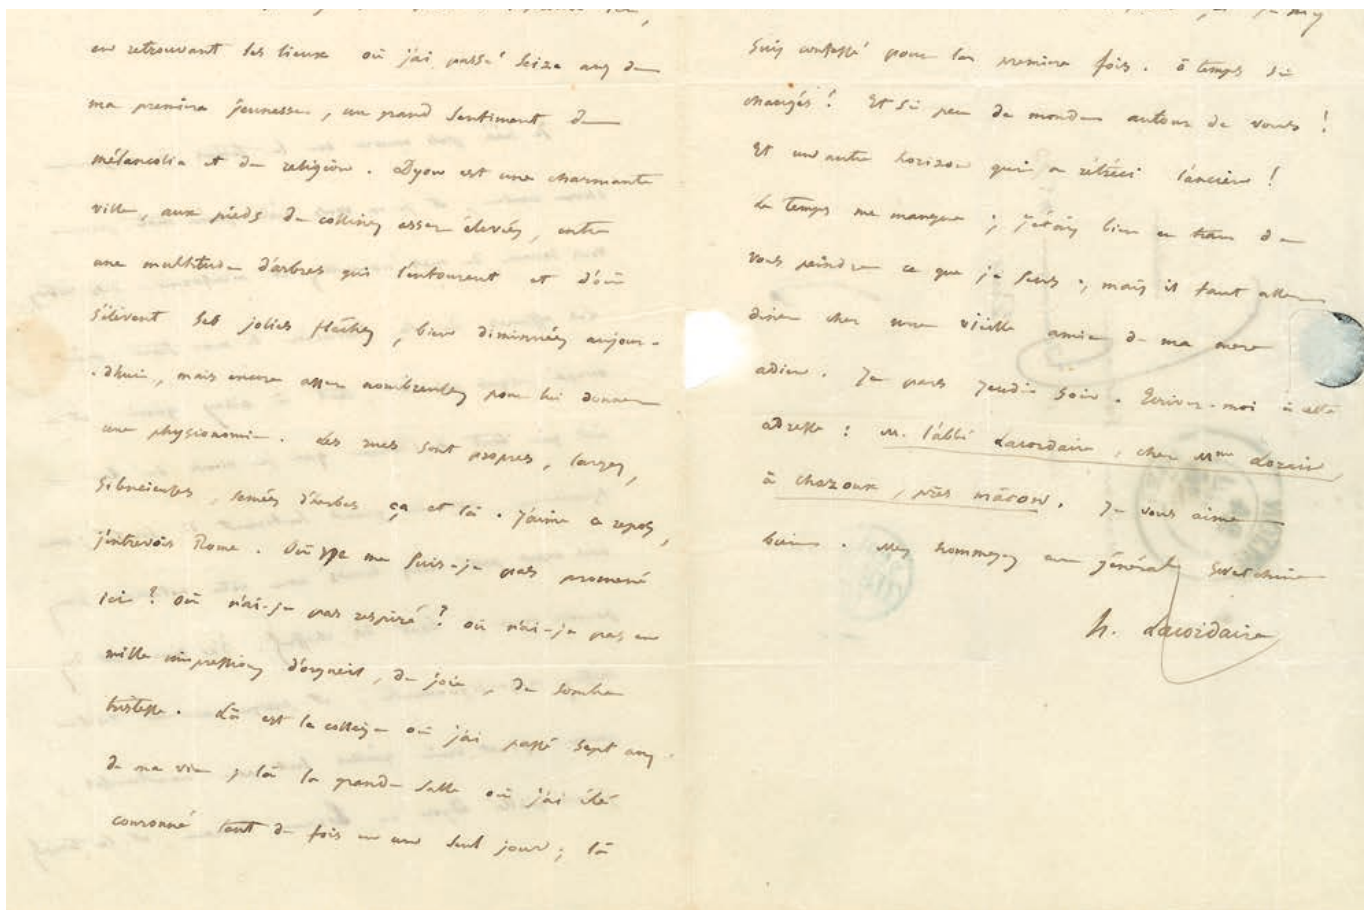 en retrouvant les lieux où j'ai passé seize ans de
ma première jeunesse, un grand sentiment de
mélancolie et de religion. Dijon est une charmante
ville, aux pieds de collines assez élevées, entre
une multitude d'arbres qui l'entourent et d'où
s'élèvent ses jolies flèches, bien diminuées aujour-
-d'hui, mais encore assez nombreuses pour lui donner
une physionomie. Les rues sont propres, larges,
silencieuses, semées d'herbes ça et là. J'aime ce repos,
j'entrevois Rome. Où ne me suis-je pas promené
ici ? Où n'ai-je pas respiré ? où n'ai-je pas eu
mille impressions d'orgueil, de joie, de sombre
tristesse. Là est le collège où j'ai passé sept ans
de ma vie ; là la grande salle où j'ai été
couronné tant de fois en un seul jour ; là
suis confessé pour la première fois. ô temps si
changés ! Et si peu de monde autour de vous !
Et un autre horizon qui a rétréci l'ancien !
Le temps me manque ; j'étais bien en train de
vous peindre ce que je sens ; mais il faut aller
diner chez une vieille amie de ma mère
adieu. Je pars Jeudi soir. Ecrivez-moi à cette
adresse : M. l'abbé Lacordaire, chez Mme Lorain
à chazoux, près mâcon. Je vous aime
bien. Mes hommages au général Swetchine
h. Lacordaire